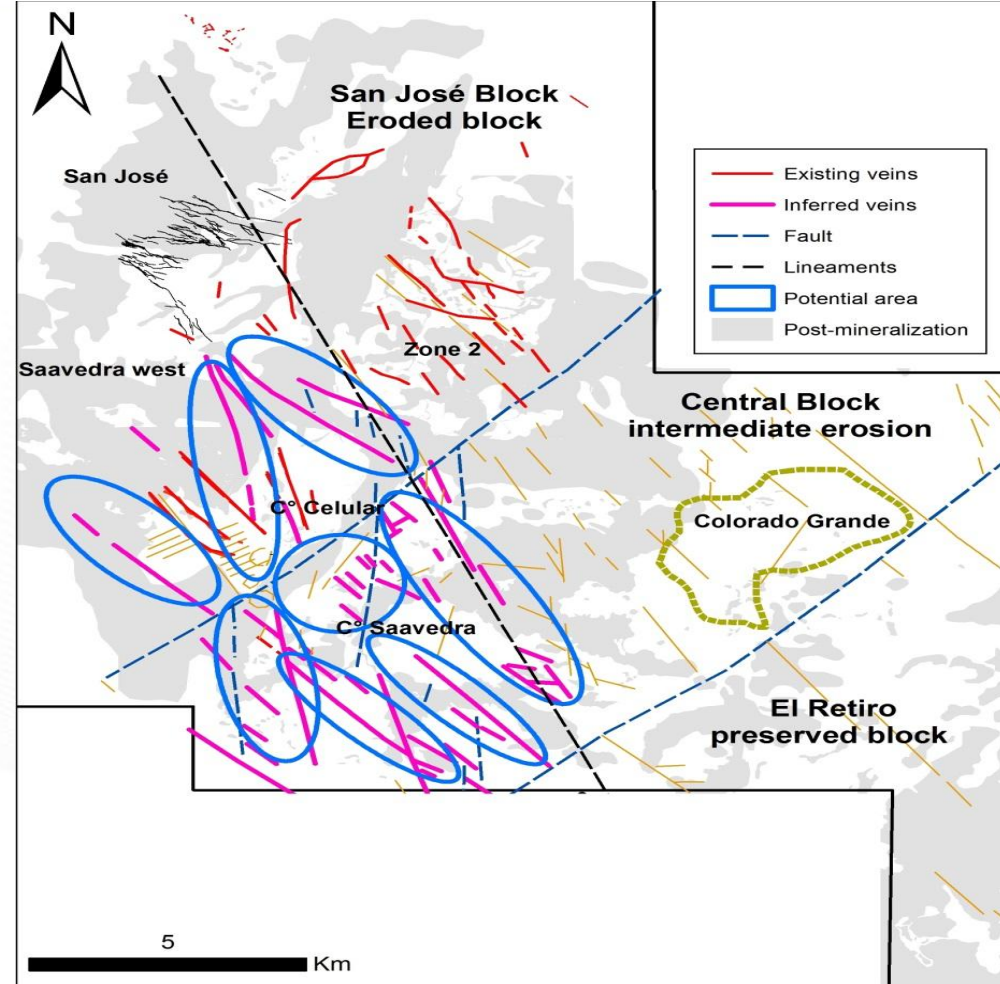 N
San José Block
Eroded block
San José
Existing veins
Inferred veins
Fault
Lineaments
Potential area
Post-mineralization
Zone 2
Saavedra west
Central Block
intermediate erosion
C° Celular
Colorado Grande
C° Saavedra
El Retiro
preserved block
5
Km